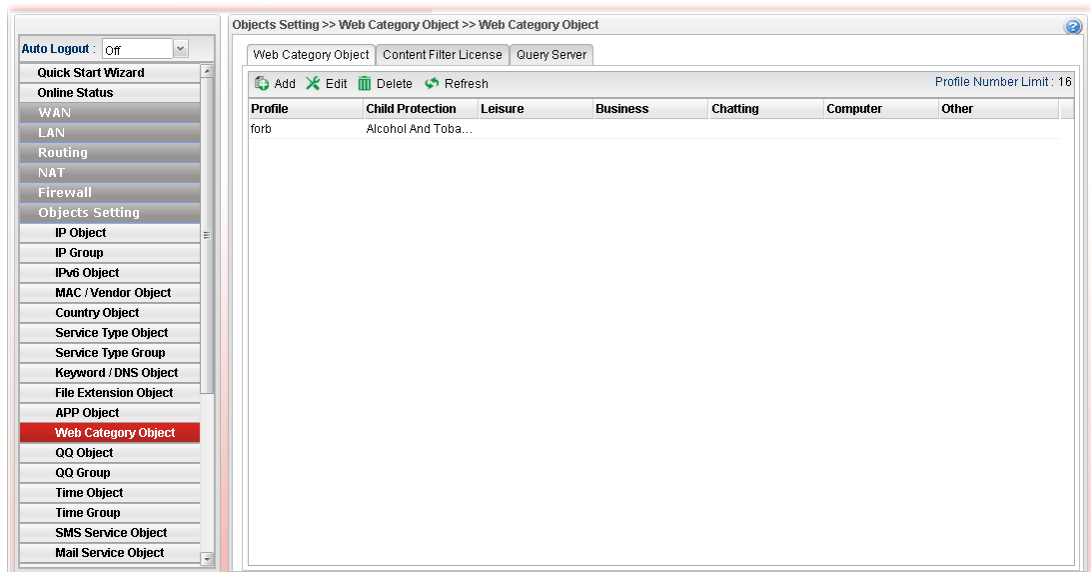 Objects Setting >> Web Category Object >> Web Category Object
Auto Logout : Off
Quick Start Wizard
Online Status
WAN
LAN
Routing
NAT
Firewall
Objects Setting
IP Object
IP Group
IPv6 Object
MAC / Vendor Object
Country Object
Service Type Object
Service Type Group
Keyword / DNS Object
File Extension Object
APP Object
Web Category Object
QQ Object
QQ Group
Time Object
Time Group
SMS Service Object
Mail Service Object
Web Category Object Content Filter License Query Server
Add Edit Delete Refresh Profile Number Limit : 16
Profile Child Protection Leisure Business Chatting Computer Other
forb Alcohol And Toba...